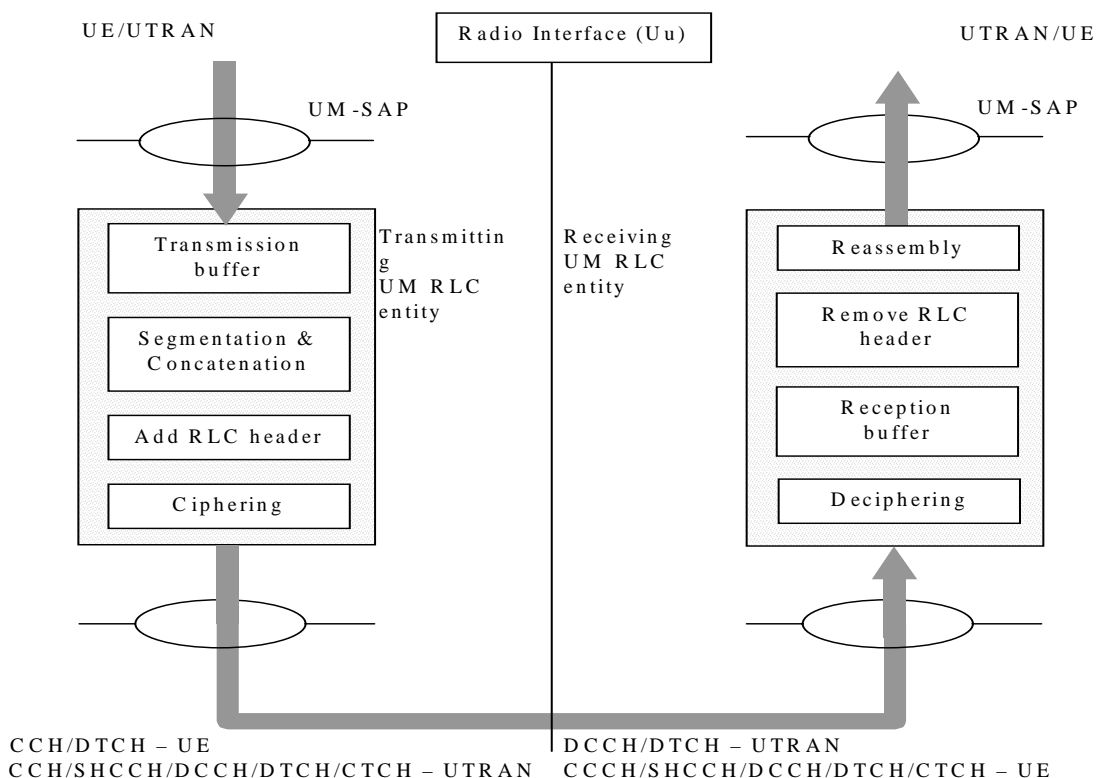 UE/UTRAN
Radio Interface (Uu)
UTRAN/UE
UM-SAP
UM-SAP
Transmission
buffer
Transmittin
g
UM RLC
entity
Receiving
UM RLC
entity
Reassembly
Segmentation &
Concatenation
Remove RLC
header
Add RLC header
Reception
buffer
Ciphering
Deciphering
CCH/DTCH – UE
CCH/SHCCH/DCCH/DTCH/CTCH – UTRAN
DCCH/DTCH – UTRAN
CCCH/SHCCH/DCCH/DTCH/CTCH – UE